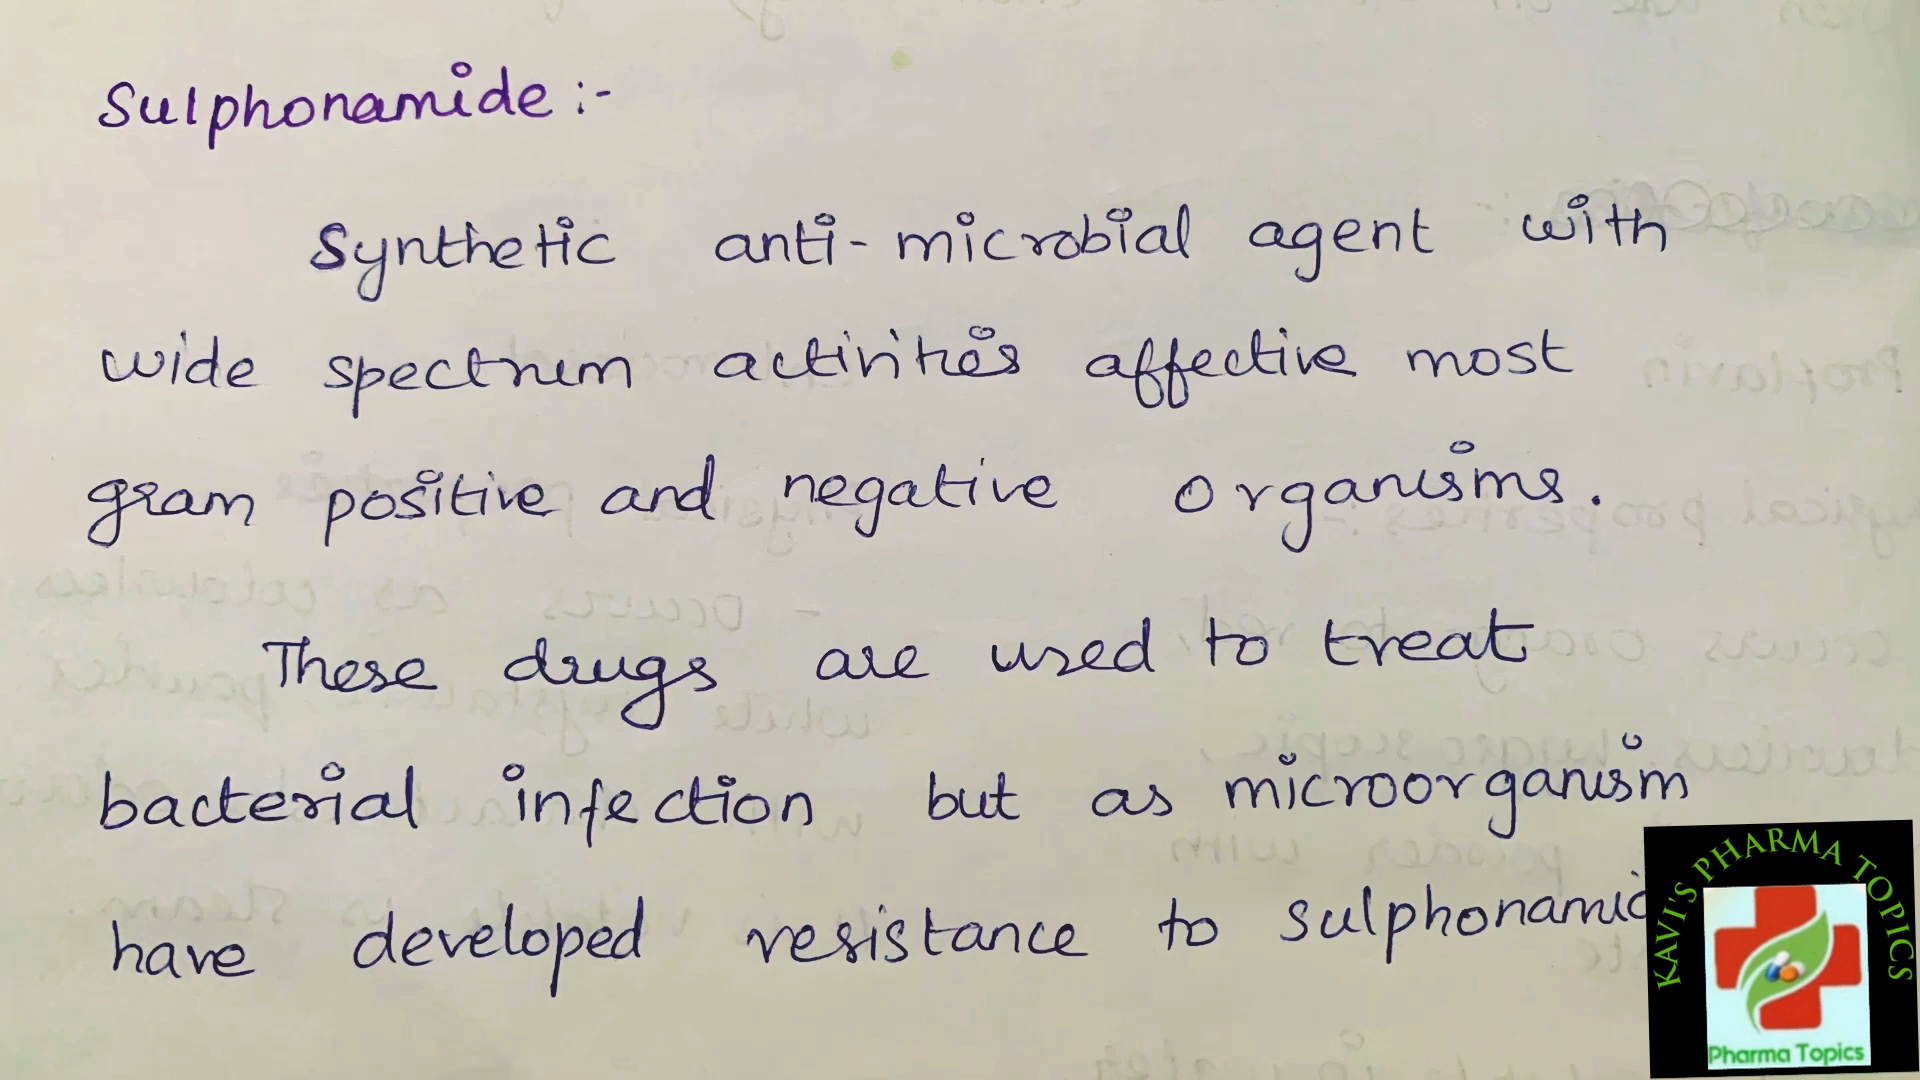 Sulphonamide :-
Synthetic anti-microbial agent with
wide spectrum activities affective most
gram positive and negative organisms.
These drugs are used to treat
bacterial infection but as microorganism
have developed resistance to sulphonamid
KAVI'S PHARMA TOPICS
Pharma Topics